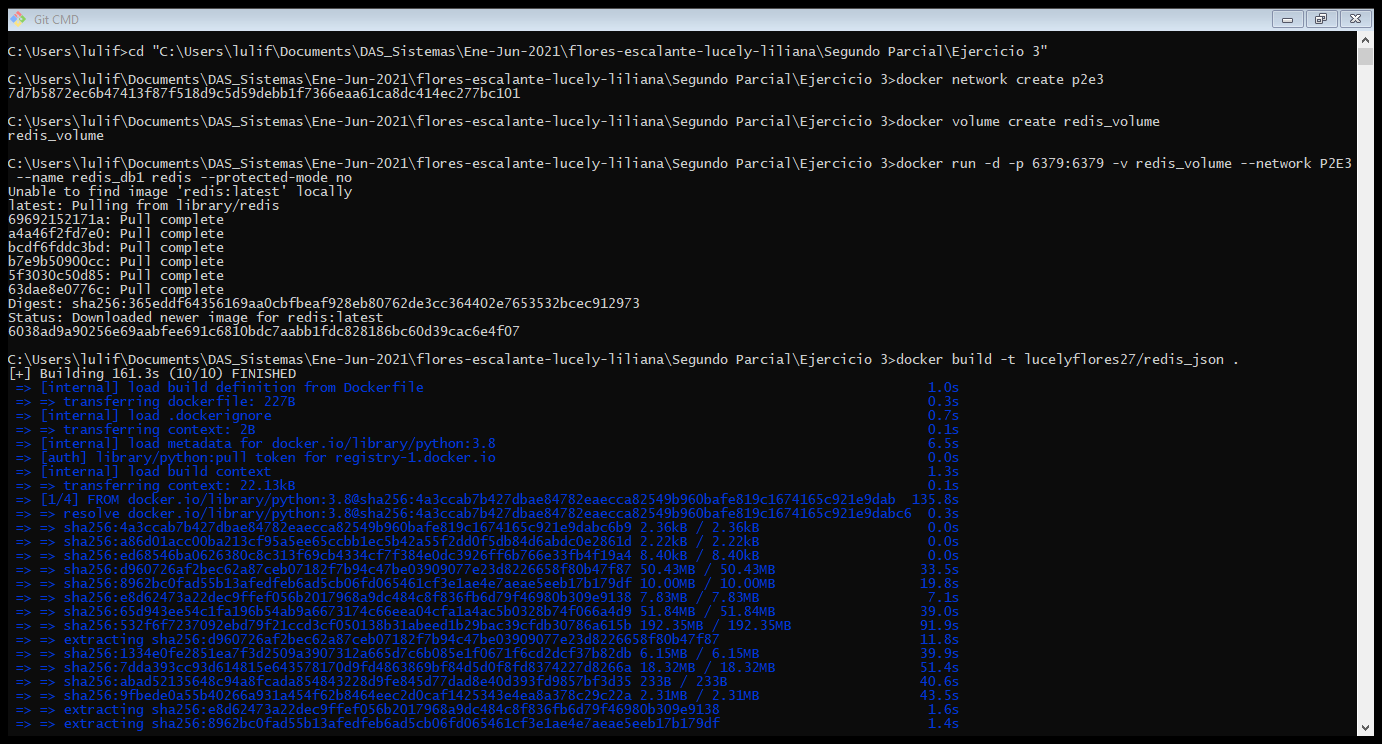 Git CMD
C:\Users\lulif>cd "C:\Users\lulif\Documents\DAS_Sistemas\Ene-Jun-2021\flores-escalante-lucely-liliana\Segundo Parcial\Ejercicio 3"
C:\Users\lulif\Documents\DAS_Sistemas\Ene-Jun-2021\flores-escalante-lucely-liliana\Segundo Parcial\Ejercicio 3>docker network create p2e3
7d7b5872ec6b47413f87f518d9c5d59debb1f7366eaa61ca8dc414ec277bc101
C:\Users\lulif\Documents\DAS_Sistemas\Ene-Jun-2021\flores-escalante-lucely-liliana\Segundo Parcial\Ejercicio 3>docker volume create redis_volume
redis_volume
C:\Users\lulif\Documents\DAS_Sistemas\Ene-Jun-2021\flores-escalante-lucely-liliana\Segundo Parcial\Ejercicio 3>docker run -d -p 6379:6379 -v redis_volume --network P2E3
 --name redis_db1 redis --protected-mode no
Unable to find image 'redis:latest' locally
latest: Pulling from library/redis
69692152171a: Pull complete
a4a46f2fd7e0: Pull complete
bcdf6fddc3bd: Pull complete
b7e9b50900cc: Pull complete
5f3030c50d85: Pull complete
63dae8e0776c: Pull complete
Digest: sha256:365eddf64356169aa0cbfbeaf928eb80762de3cc364402e7653532bcec912973
Status: Downloaded newer image for redis:latest
6038ad9a90256e69aabfee691c6810bdc7aabb1fdc828186bc60d39cac6e4f07
C:\Users\lulif\Documents\DAS_Sistemas\Ene-Jun-2021\flores-escalante-lucely-liliana\Segundo Parcial\Ejercicio 3>docker build -t lucelyflores27/redis_json .
[+] Building 161.3s (10/10) FINISHED
=> [internal] load build definition from Dockerfile 1.0s
=> => transferring dockerfile: 227B 0.3s
=> [internal] load .dockerignore 0.7s
=> => transferring context: 2B 0.1s
=> [internal] load metadata for docker.io/library/python:3.8 6.5s
=> [auth] library/python:pull token for registry-1.docker.io 0.0s
=> [internal] load build context 1.3s
=> => transferring context: 22.13kB 0.1s
=> [1/4] FROM docker.io/library/python:3.8@sha256:4a3ccab7b427dbae84782eaecca82549b960bafe819c1674165c921e9dab 135.8s
=> => resolve docker.io/library/python:3.8@sha256:4a3ccab7b427dbae84782eaecca82549b960bafe819c1674165c921e9dabc6 0.3s
=> => sha256:4a3ccab7b427dbae84782eaecca82549b960bafe819c1674165c921e9dabc6b9 2.36kB / 2.36kB 0.0s
=> => sha256:a86d01acc00ba213cf95a5ee65ccbb1ec5b42a55f2dd0f5db84d6abdc0e2861d 2.22kB / 2.22kB 0.0s
=> => sha256:ed68546ba0626380c8c313f69cb4334cf7f384e0dc3926ff6b766e33fb4f19a4 8.40kB / 8.40kB 0.0s
=> => sha256:d960726af2bec62a87ceb07182f7b94c47be03909077e23d8226658f80b47f87 50.43MB / 50.43MB 33.5s
=> => sha256:8962bc0fad55b13afedfeb6ad5cb06fd065461cf3e1ae4e7aeae5eeb17b179df 10.00MB / 10.00MB 19.8s
=> => sha256:e8d62473a22dec9ffef056b2017968a9dc484c8f836fb6d79f46980b309e9138 7.83MB / 7.83MB 7.1s
=> => sha256:65d943ee54c1fa196b54ab9a6673174c66eea04cfa1a4ac5b0328b74f066a4d9 51.84MB / 51.84MB 39.0s
=> => sha256:532f6f7237092ebd79f21ccd3cf050138b31abeed1b29bac39cfdb30786a615b 192.35MB / 192.35MB 91.9s
=> => extracting sha256:d960726af2bec62a87ceb07182f7b94c47be03909077e23d8226658f80b47f87 11.8s
=> => sha256:1334e0fe2851ea7f3d2509a3907312a665d7c6b085e1f0671f6cd2dcf37b82db 6.15MB / 6.15MB 39.9s
=> => sha256:7dda393cc93d614815e643578170d9fd4863869bf84d5d0f8fd8374227d8266a 18.32MB / 18.32MB 51.4s
=> => sha256:abad52135648c94a8fcada854843228d9fe845d77dad8e40d393fd9857bf3d35 233B / 233B 40.6s
=> => sha256:9fbede0a55b40266a931a454f62b8464eec2d0caf1425343e4ea8a378c29c22a 2.31MB / 2.31MB 43.5s
=> => extracting sha256:e8d62473a22dec9ffef056b2017968a9dc484c8f836fb6d79f46980b309e9138 1.6s
=> => extracting sha256:8962bc0fad55b13afedfeb6ad5cb06fd065461cf3e1ae4e7aeae5eeb17b179df 1.4s